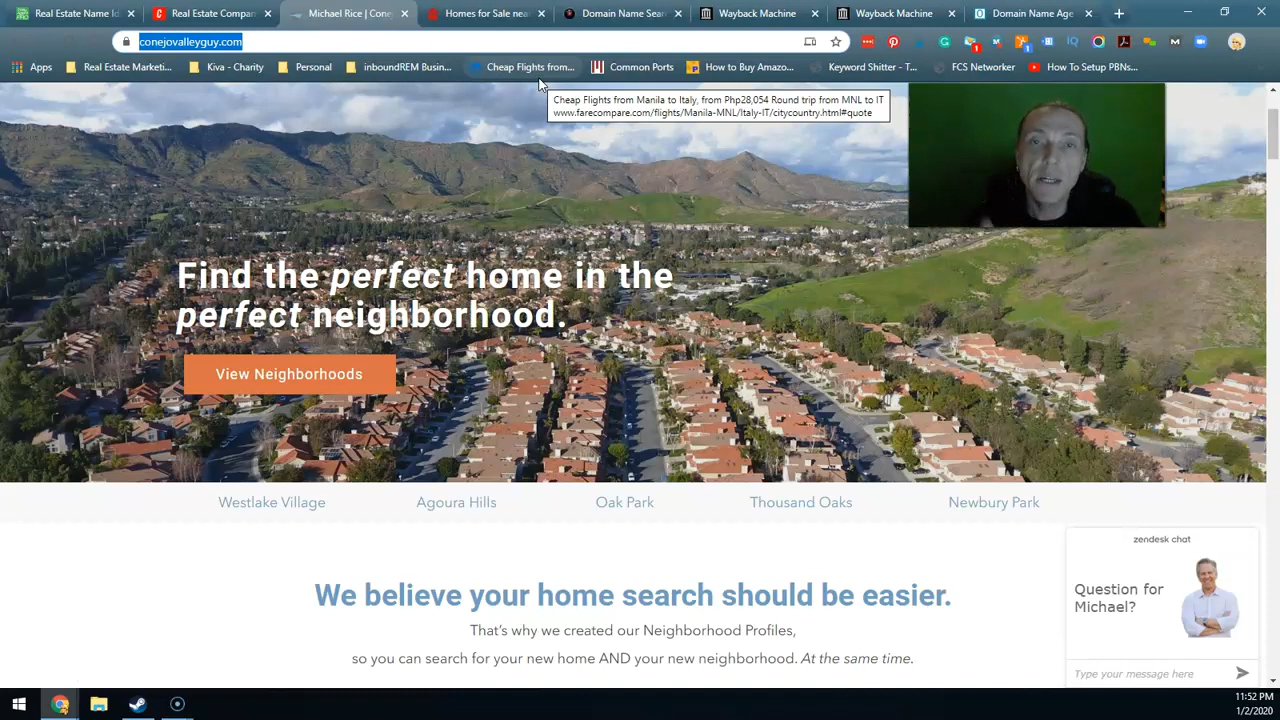 Real Estate Name Id
Real Estate Compan
Michael Rice | Cone
Homes for Sale nea
Domain Name Sear
Wayback Machine
Wayback Machine
Domain Name Age
conejovalleyguy.com
Apps
Real Estate Marketi...
Kiva - Charity
Personal
inboundREM Busin...
Cheap Flights from...
Common Ports
How to Buy Amazo...
Keyword Shitter - T...
FCS Networker
How To Setup PBNs...
Cheap Flights from Manila to Italy, from Php28,054 Round trip from MNL to IT
www.farecompare.com/flights/Manila-MNL/Italy-IT/citycountry.html#quote
Find the perfect home in the
perfect neighborhood.
View Neighborhoods
Westlake Village
Agoura Hills
Oak Park
Thousand Oaks
Newbury Park
We believe your home search should be easier.
That's why we created our Neighborhood Profiles,
so you can search for your new home AND your new neighborhood. At the same time.
zendesk chat
Question for
Michael?
Type your message here
11:52 PM
1/2/2020